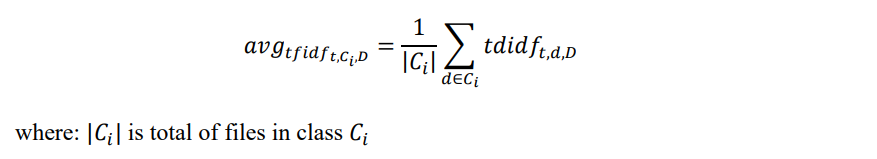 avg_{tfidf_{t,C_i,D}} = \frac{1}{|C_i|} \sum_{d \in C_i} tdidf_{t,d,D}
where: |C_i| is total of files in class C_i